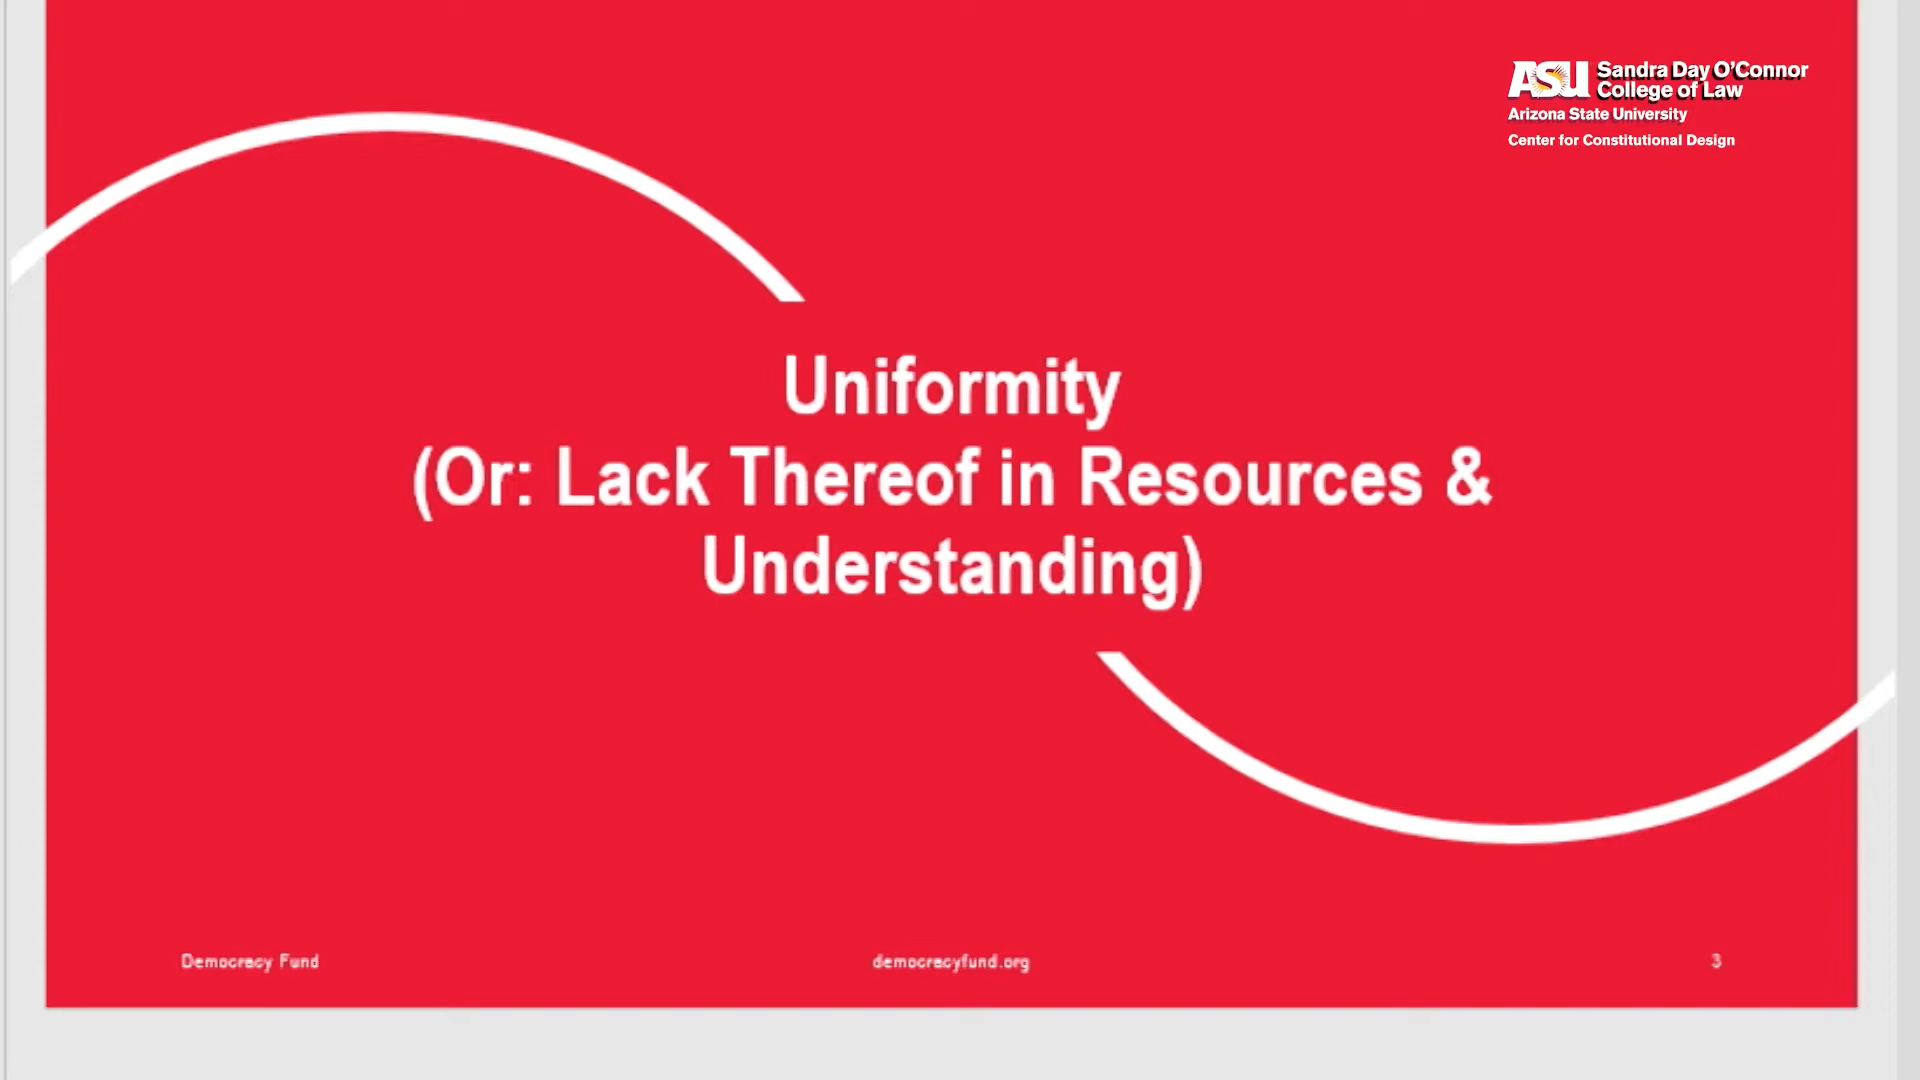 ASU Sandra Day O'Connor
College of Law
Arizona State University
Center for Constitutional Design
Uniformity
(Or: Lack Thereof in Resources &
Understanding)
Democracy Fund
democracyfund.org
3